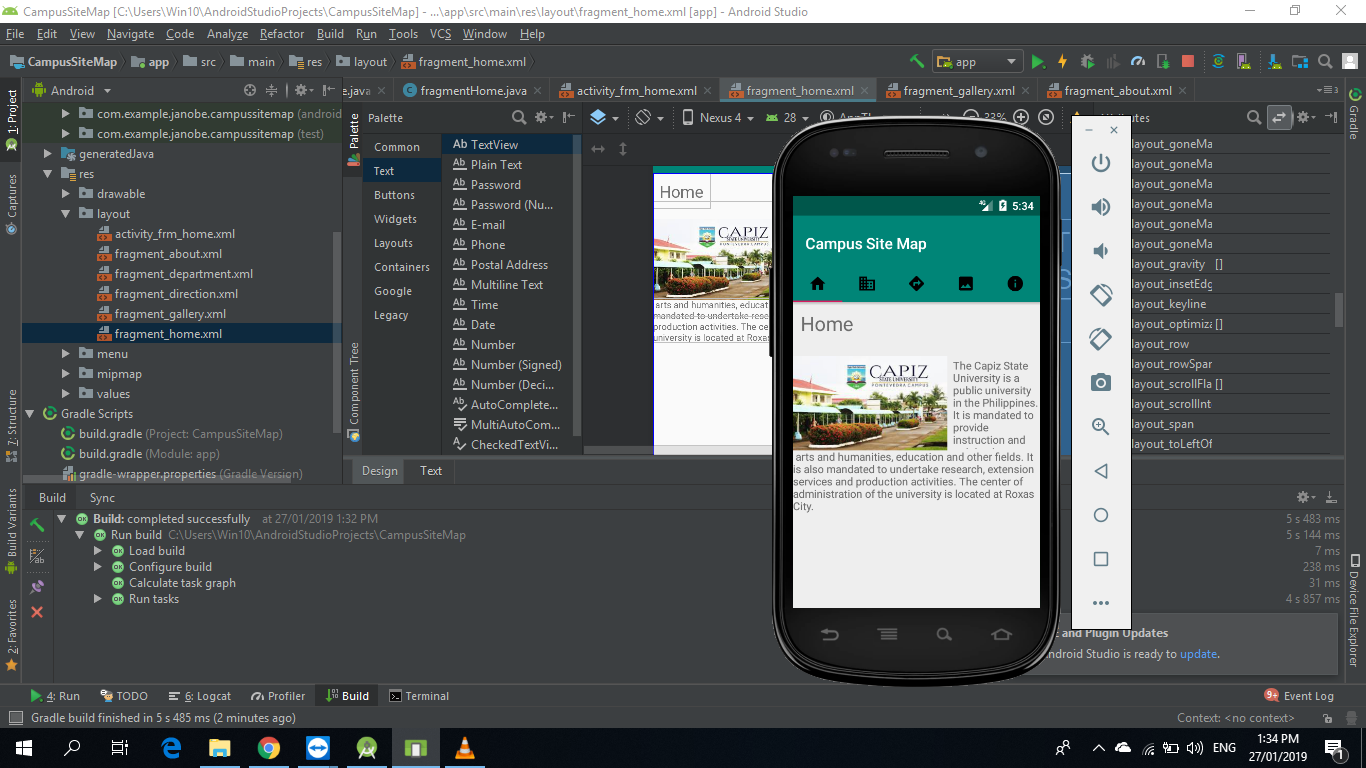 CampusSiteMap [C:\Users\Win10\AndroidStudioProjects\CampusSiteMap] - ...\app\src\main\res\layout\fragment_home.xml [app] - Android Studio
File Edit View Navigate Code Analyze Refactor Build Run Tools VCS Window Help
CampusSiteMap app src main res layout fragment_home.xml app
Android
e.java fragmentHome.java activity_frm_home.xml fragment_home.xml fragment_gallery.xml fragment_about.xml
1: Project
Captures
7: Structure
Build Variants
2: Favorites
com.example.janobe.campussitemap (android
com.example.janobe.campussitemap (test)
generatedJava
res
drawable
layout
activity_frm_home.xml
fragment_about.xml
fragment_department.xml
fragment_direction.xml
fragment_gallery.xml
fragment_home.xml
menu
mipmap
values
Gradle Scripts
build.gradle (Project: CampusSiteMap)
build.gradle (Module: app)
gradle-wrapper.properties (Gradle Version)
Palette
Component Tree
Palette
Common
Text
Buttons
Widgets
Layouts
Containers
Google
Legacy
Ab TextView
Ab Plain Text
Ab Password
Ab Password (Nu...
Ab E-mail
Ab Phone
Ab Postal Address
Ab Multiline Text
Ab Time
Ab Date
Ab Number
Ab Number (Signed)
Ab Number (Deci...
AutoComplete...
MultiAutoCom...
CheckedTextVi...
Design Text
Nexus 4 28 33%
Home
CAPIZ
STATE UNIVERSITY
PONTEVEDRA CAMPUS
arts and humanities, educat
mandated to undertake rese
production activities. The ce
university is located at Roxas
5:34
Campus Site Map
Home
CAPIZ
STATE UNIVERSITY
PONTEVEDRA CAMPUS
The Capiz State
University is a
public university
in the Philippines.
It is mandated to
provide
instruction and
arts and humanities, education and other fields. It
is also mandated to undertake research, extension
services and production activities. The center of
administration of the university is located at Roxas
City.
layout_goneMa
layout_goneMa
layout_goneMa
layout_goneMa
layout_goneMa
layout_goneMa
layout_gravity []
layout_insetEdg
layout_keyline
layout_optimiza []
layout_row
layout_rowSpar
layout_scrollFla []
layout_scrollInt
layout_span
layout_toLeftOf
Gradle
Device File Explorer
Build Sync
Build: completed successfully at 27/01/2019 1:32 PM
Run build C:\Users\Win10\AndroidStudioProjects\CampusSiteMap
Load build
Configure build
Calculate task graph
Run tasks
5 s 483 ms
5 s 144 ms
7 ms
238 ms
31 ms
4 s 857 ms
e and Plugin Updates
ndroid Studio is ready to update.
4: Run TODO 6: Logcat Profiler Build Terminal 9+ Event Log
Gradle build finished in 5 s 485 ms (2 minutes ago) Context: <no context>
ENG
1:34 PM
27/01/2019
1